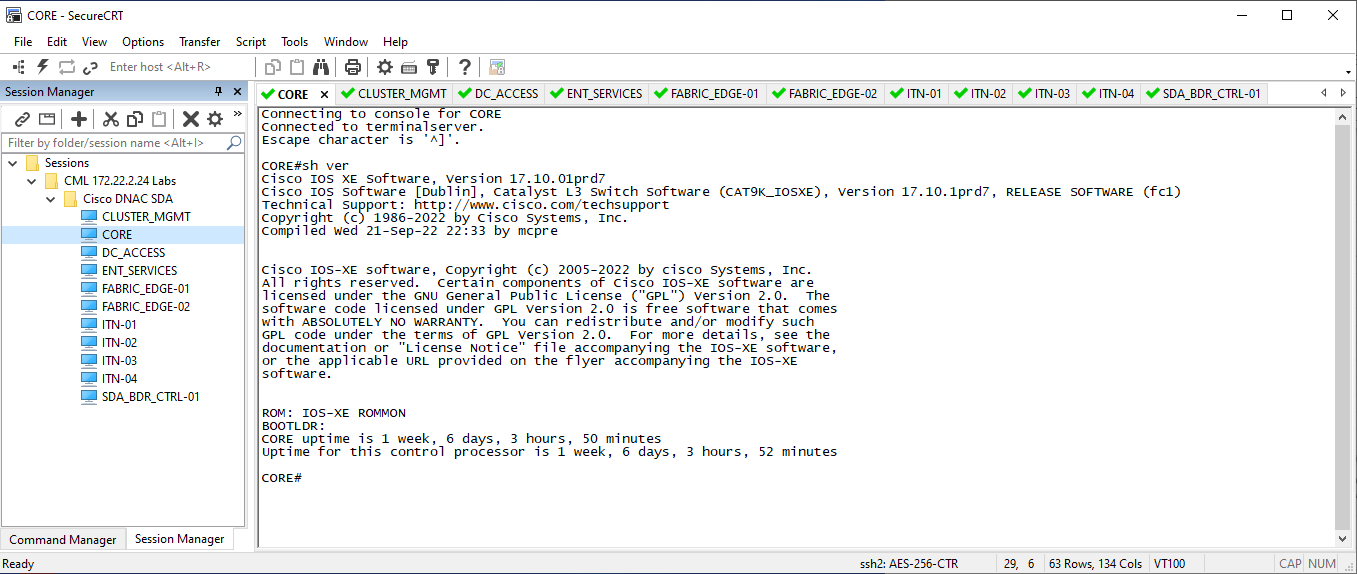 CORE - SecureCRT
File Edit View Options Transfer Script Tools Window Help
Enter host <Alt+R>
Session Manager
Filter by folder/session name <Alt+I>
Sessions
CML 172.22.2.24 Labs
Cisco DNAC SDA
CLUSTER_MGMT
CORE
DC_ACCESS
ENT_SERVICES
FABRIC_EDGE-01
FABRIC_EDGE-02
ITN-01
ITN-02
ITN-03
ITN-04
SDA_BDR_CTRL-01
Command Manager Session Manager
CORE CLUSTER_MGMT DC_ACCESS ENT_SERVICES FABRIC_EDGE-01 FABRIC_EDGE-02 ITN-01 ITN-02 ITN-03 ITN-04 SDA_BDR_CTRL-01
Connecting to console for CORE
Connected to terminalserver.
Escape character is '^]'.
CORE#sh ver
Cisco IOS XE Software, Version 17.10.01prd7
Cisco IOS Software [Dublin], Catalyst L3 Switch Software (CAT9K_IOSXE), Version 17.10.1prd7, RELEASE SOFTWARE (fc1)
Technical Support: http://www.cisco.com/techsupport
Copyright (c) 1986-2022 by Cisco Systems, Inc.
Compiled Wed 21-Sep-22 22:33 by mcpre
Cisco IOS-XE software, Copyright (c) 2005-2022 by cisco Systems, Inc.
All rights reserved. Certain components of Cisco IOS-XE software are
licensed under the GNU General Public License ("GPL") Version 2.0. The
software code licensed under GPL Version 2.0 is free software that comes
with ABSOLUTELY NO WARRANTY. You can redistribute and/or modify such
GPL code under the terms of GPL Version 2.0. For more details, see the
documentation or "License Notice" file accompanying the IOS-XE software,
or the applicable URL provided on the flyer accompanying the IOS-XE
software.
ROM: IOS-XE ROMMON
BOOTLDR:
CORE uptime is 1 week, 6 days, 3 hours, 50 minutes
Uptime for this control processor is 1 week, 6 days, 3 hours, 52 minutes
CORE#
Ready ssh2: AES-256-CTR 29, 6 63 Rows, 134 Cols VT100 CAP NUM